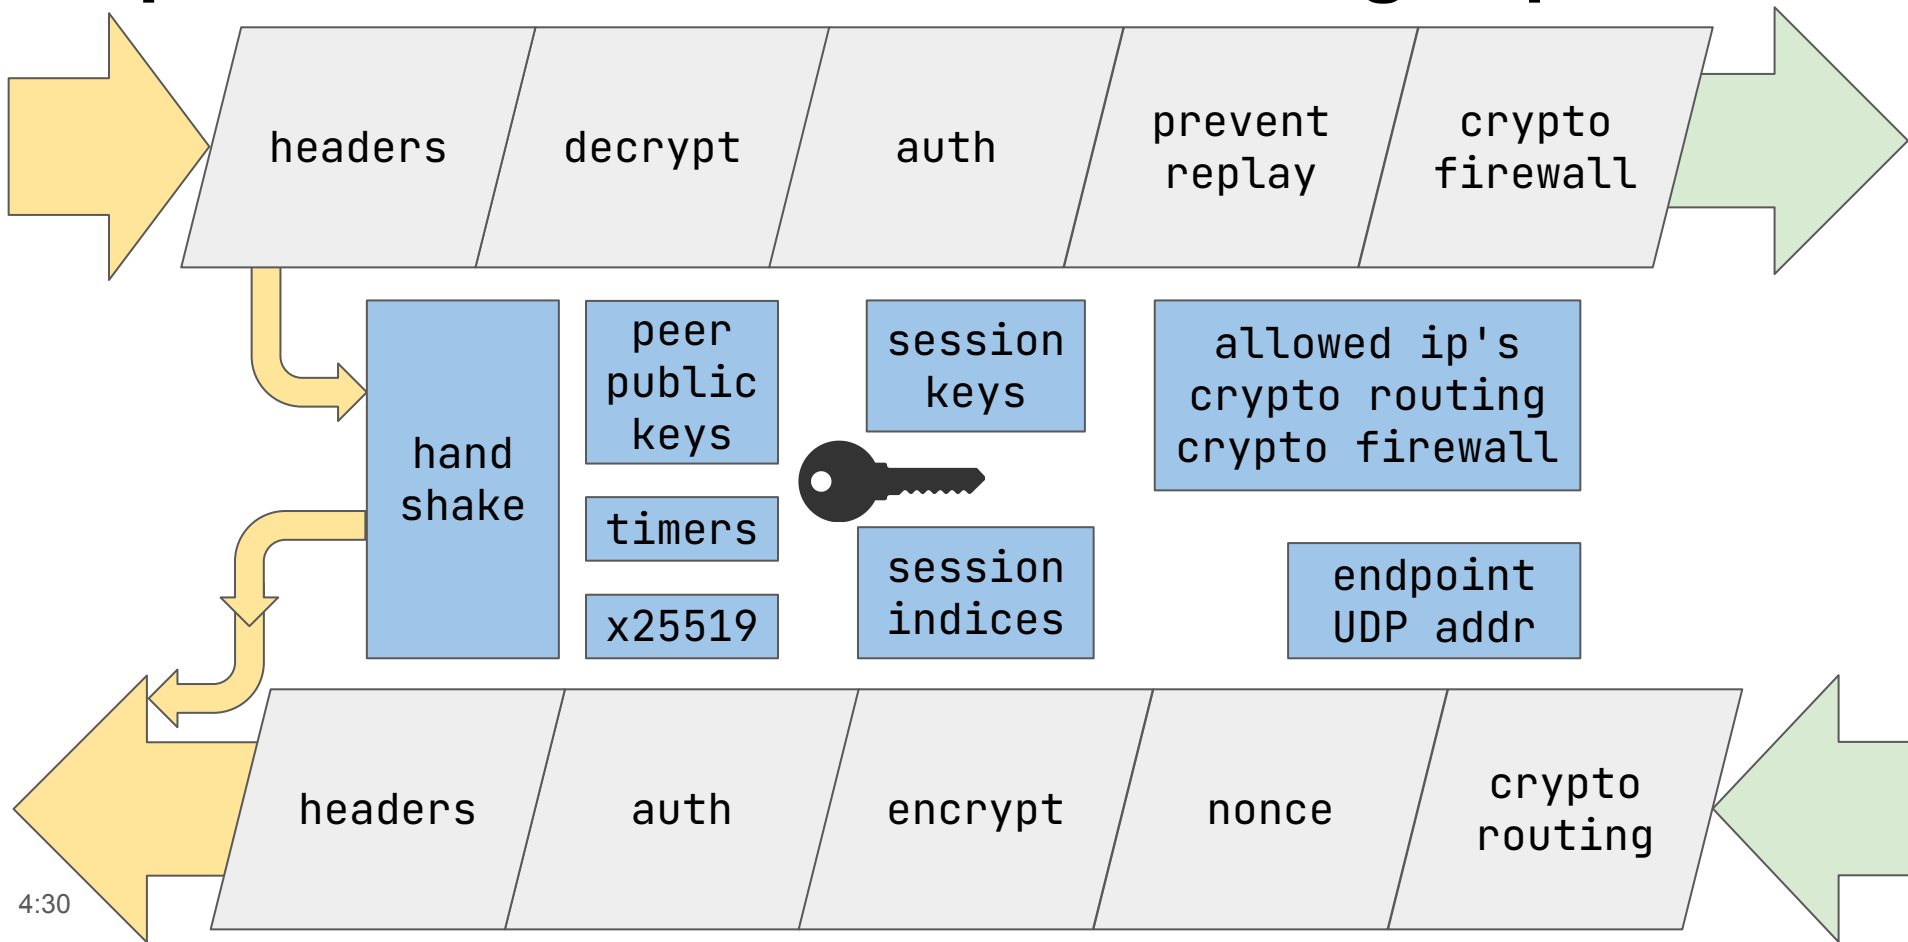 headers
decrypt
auth
prevent
replay
crypto
firewall
hand
shake
peer
public
keys
timers
x25519
session
keys
session
indices
allowed ip's
crypto routing
crypto firewall
endpoint
UDP addr
headers
auth
encrypt
nonce
crypto
routing
4:30